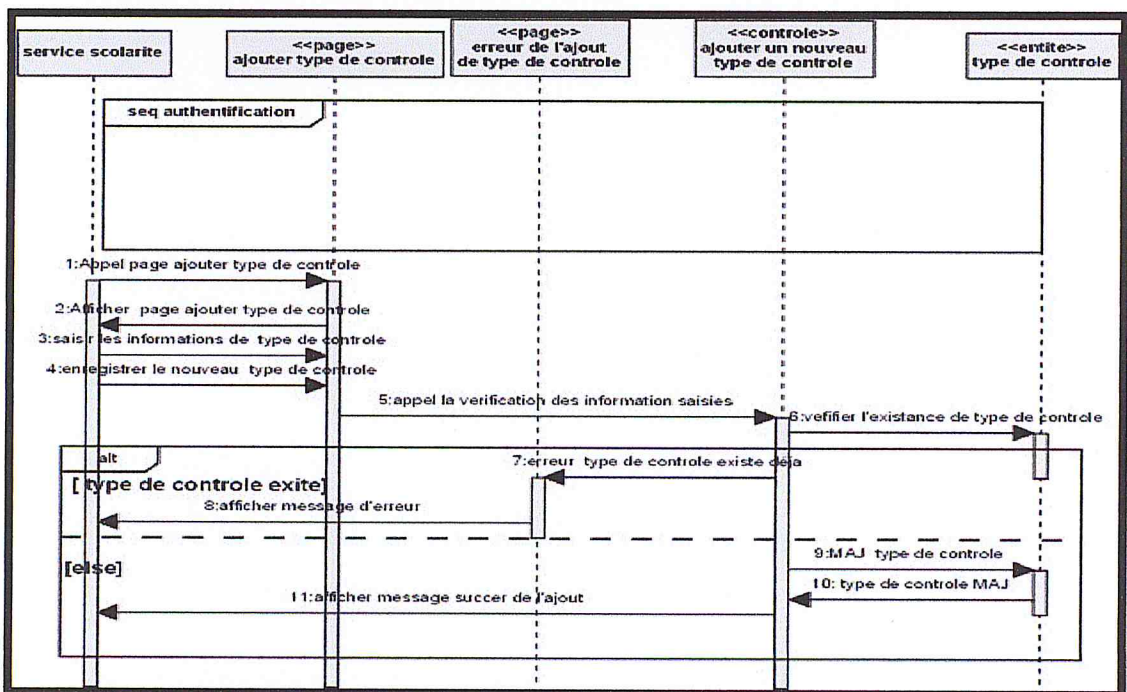 service scolarite
<<page>>
ajouter type de controle
<<page>>
erreur de l'ajout
de type de controle
<<controle>>
ajouter un nouveau
type de controle
<<entite>>
type de controle
seq authentification
1:Appel page ajouter type de controle
2:Afficher page ajouter type de controle
3:saisir les informations de type de controle
4:enregistrer le nouveau type de controle
5:appel la verification des information saisies
6:vefifier l'existance de type de controle
alt
7:erreur type de controle existe déja
[ type de controle exite]
8:afficher message d'erreur
9:MAJ type de controle
[else]
10: type de controle MAJ
11:afficher message succer de l'ajout